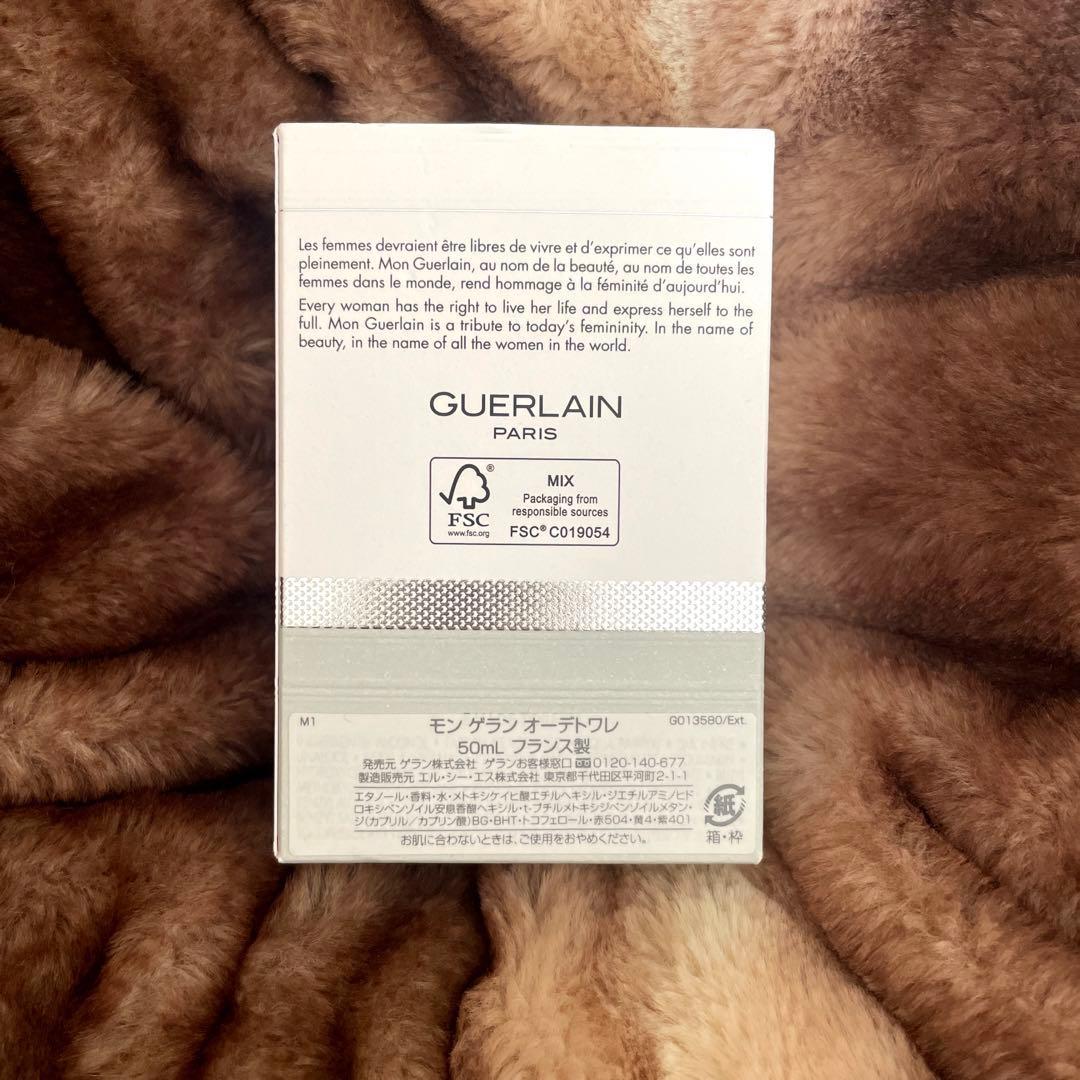 Les femmes devraient être libres de vivre et d'exprimer ce qu'elles sont
pleinement. Mon Guerlain, au nom de la beauté, au nom de toutes les
femmes dans le monde, rend hommage à la féminité d'aujourd'hui.
Every woman has the right to live her life and express herself to the
full. Mon Guerlain is a tribute to today's femininity. In the name of
beauty, in the name of all the women in the world.
GUERLAIN
PARIS
®
FSC
www.fsc.org
MIX
Packaging from
responsible sources
FSC® C019054
M1
モン ゲラン オーデトワレ
G013580/Ext.
50mL フランス製
発売元 ゲラン株式会社 ゲランお客様窓口 0120-140-677
製造販売元 エル・シー・エス株式会社 東京都千代田区平河町2-1-1
エタノール・香料・水・メトキシケイヒ酸エチルヘキシル・ジエチルアミノヒド
ロキシベンゾイル安息香酸ヘキシル・t-ブチルメトキシジベンゾイルメタン・
ジ(カプリル/カプリン酸)BG・BHT・トコフェロール・赤504・黄4・紫401
お肌に合わないときは、ご使用をおやめください。
紙
箱・枠